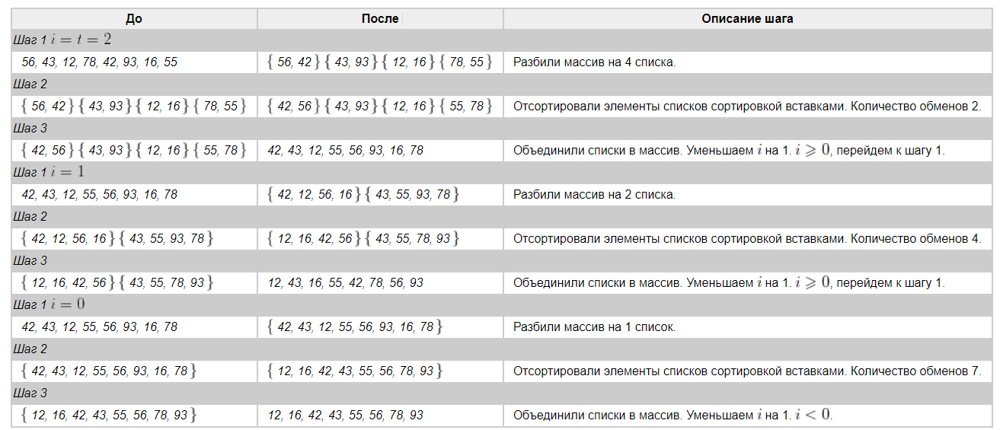 До После Описание шага
Шаг 1 i = t = 2
56, 43, 12, 78, 42, 93, 16, 55 { 56, 42 } { 43, 93 } { 12, 16 } { 78, 55 } Разбили массив на 4 списка.
Шаг 2
{ 56, 42 } { 43, 93 } { 12, 16 } { 78, 55 } { 42, 56 } { 43, 93 } { 12, 16 } { 55, 78 } Отсортировали элементы списков сортировкой вставками. Количество обменов 2.
Шаг 3
{ 42, 56 } { 43, 93 } { 12, 16 } { 55, 78 } 42, 43, 12, 55, 56, 93, 16, 78 Объединили списки в массив. Уменьшаем i на 1. i ⩾ 0, перейдем к шагу 1.
Шаг 1 i = 1
42, 43, 12, 55, 56, 93, 16, 78 { 42, 12, 56, 16 } { 43, 55, 93, 78 } Разбили массив на 2 списка.
Шаг 2
{ 42, 12, 56, 16 } { 43, 55, 93, 78 } { 12, 16, 42, 56 } { 43, 55, 78, 93 } Отсортировали элементы списков сортировкой вставками. Количество обменов 4.
Шаг 3
{ 12, 16, 42, 56 } { 43, 55, 78, 93 } 12, 43, 16, 55, 42, 78, 56, 93 Объединили списки в массив. Уменьшаем i на 1. i ⩾ 0, перейдем к шагу 1.
Шаг 1 i = 0
42, 43, 12, 55, 56, 93, 16, 78 { 42, 43, 12, 55, 56, 93, 16, 78 } Разбили массив на 1 список.
Шаг 2
{ 42, 43, 12, 55, 56, 93, 16, 78 } { 12, 16, 42, 43, 55, 56, 78, 93 } Отсортировали элементы списков сортировкой вставками. Количество обменов 7.
Шаг 3
{ 12, 16, 42, 43, 55, 56, 78, 93 } 12, 16, 42, 43, 55, 56, 78, 93 Объединили списки в массив. Уменьшаем i на 1. i < 0.